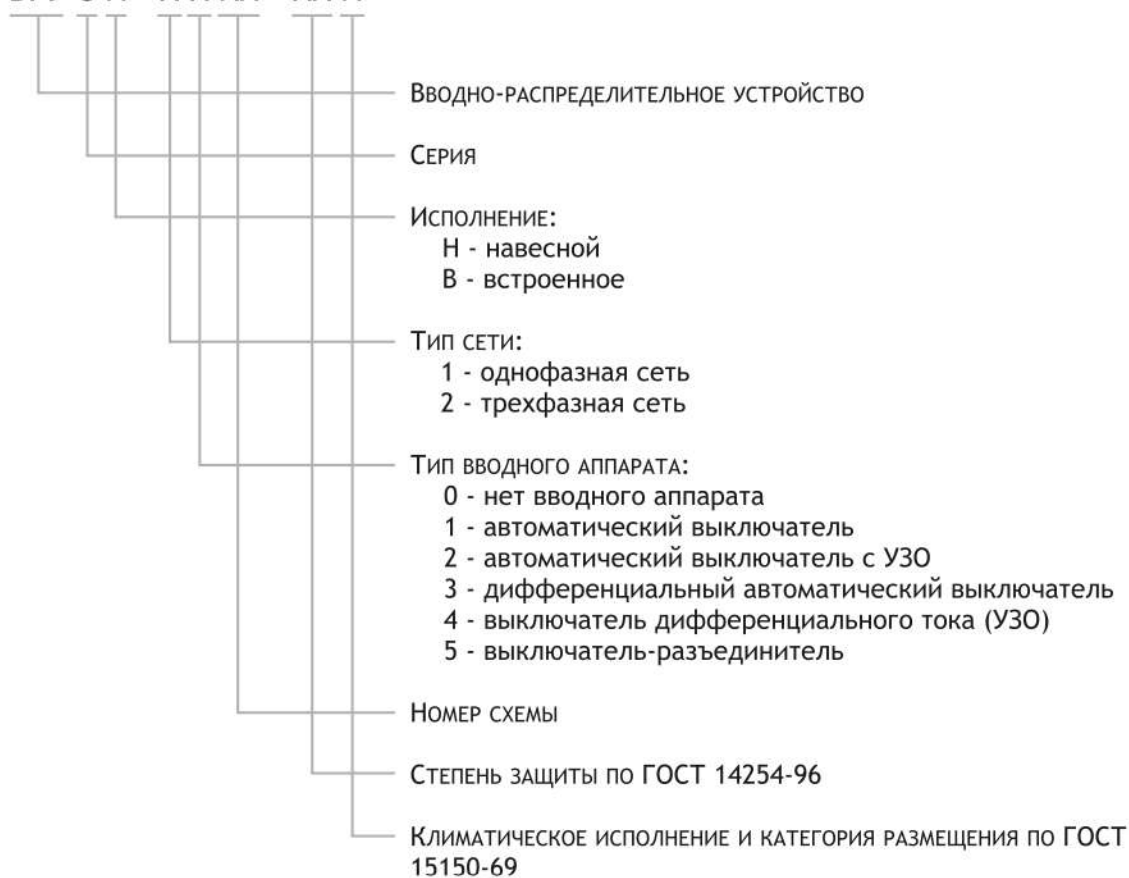 Вводно-распределительное устройство
Серия
Исполнение:
Н - навесной
В - встроенное
Тип сети:
1 - однофазная сеть
2 - трехфазная сеть
Тип вводного аппарата:
0 - нет вводного аппарата
1 - автоматический выключатель
2 - автоматический выключатель с УЗО
3 - дифференциальный автоматический выключатель
4 - выключатель дифференциального тока (УЗО)
5 - выключатель-разъединитель
Номер схемы
Степень защиты по ГОСТ 14254-96
Климатическое исполнение и категория размещения по ГОСТ
15150-69